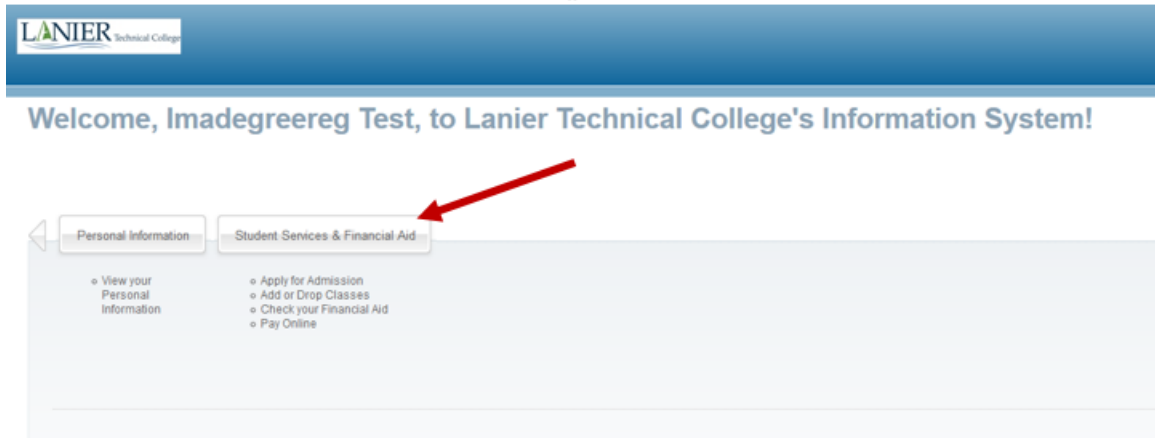 LANIER Technical College
Welcome, Imadegreereg Test, to Lanier Technical College's Information System!
Personal Information
Student Services & Financial Aid
View your
Personal
Information
Apply for Admission
Add or Drop Classes
Check your Financial Aid
Pay Online